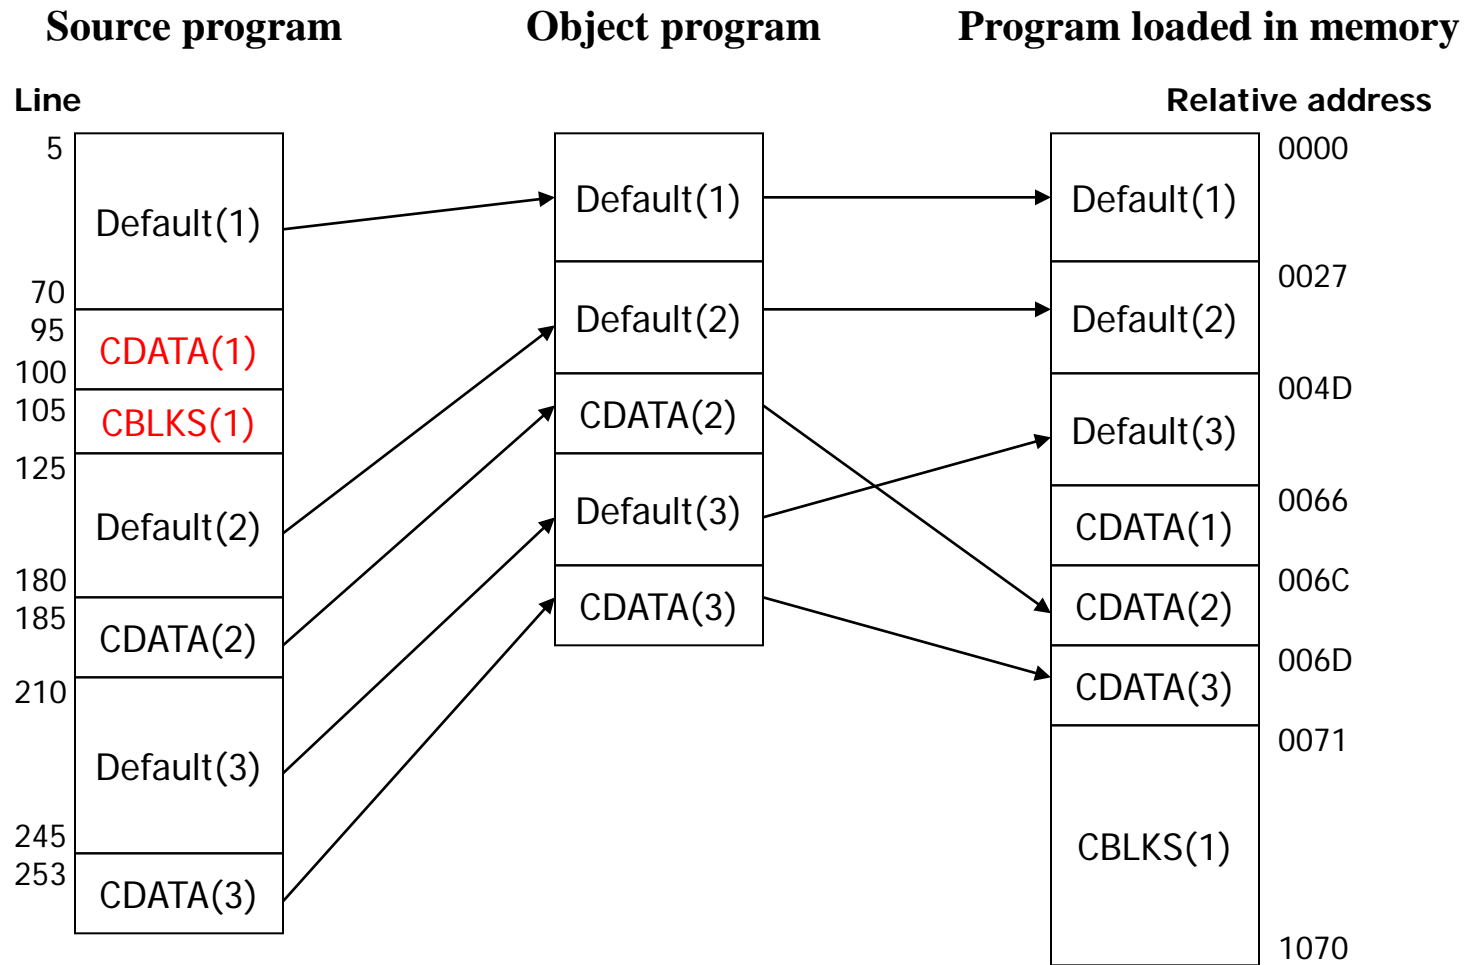 Source program
Object program
Program loaded in memory
Line
Relative address
5
Default(1)
70
95
CDATA(1)
100
105
CBLKS(1)
125
Default(2)
180
185
CDATA(2)
210
Default(3)
245
253
CDATA(3)
Default(1)
Default(2)
CDATA(2)
Default(3)
CDATA(3)
0000
Default(1)
0027
Default(2)
004D
Default(3)
0066
CDATA(1)
006C
CDATA(2)
006D
CDATA(3)
0071
CBLKS(1)
1070